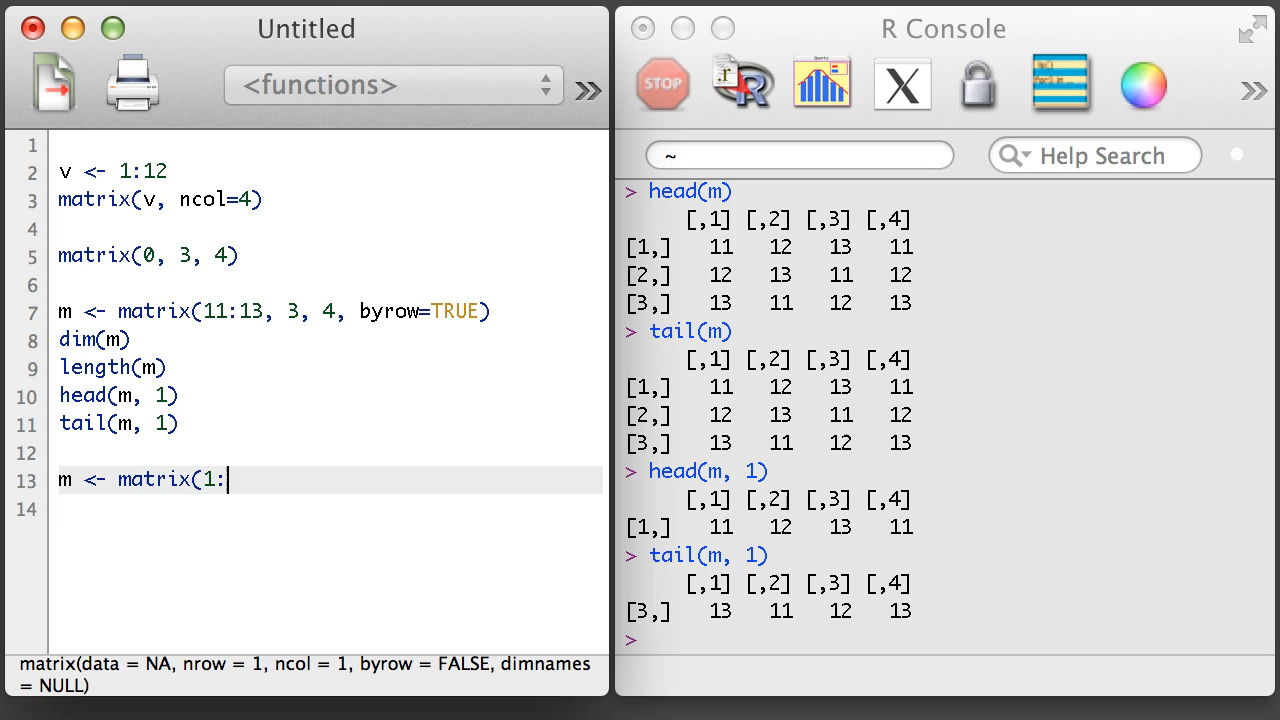 Untitled
<functions>
1
2 v <- 1:12
3 matrix(v, ncol=4)
4
5 matrix(0, 3, 4)
6
7 m <- matrix(11:13, 3, 4, byrow=TRUE)
8 dim(m)
9 length(m)
10 head(m, 1)
11 tail(m, 1)
12
13 m <- matrix(1:
14
matrix(data = NA, nrow = 1, ncol = 1, byrow = FALSE, dimnames
= NULL)
R Console
STOP
R
Quartz
X
~
Help Search
> head(m)
[,1] [,2] [,3] [,4]
[1,] 11 12 13 11
[2,] 12 13 11 12
[3,] 13 11 12 13
> tail(m)
[,1] [,2] [,3] [,4]
[1,] 11 12 13 11
[2,] 12 13 11 12
[3,] 13 11 12 13
> head(m, 1)
[,1] [,2] [,3] [,4]
[1,] 11 12 13 11
> tail(m, 1)
[,1] [,2] [,3] [,4]
[3,] 13 11 12 13
>